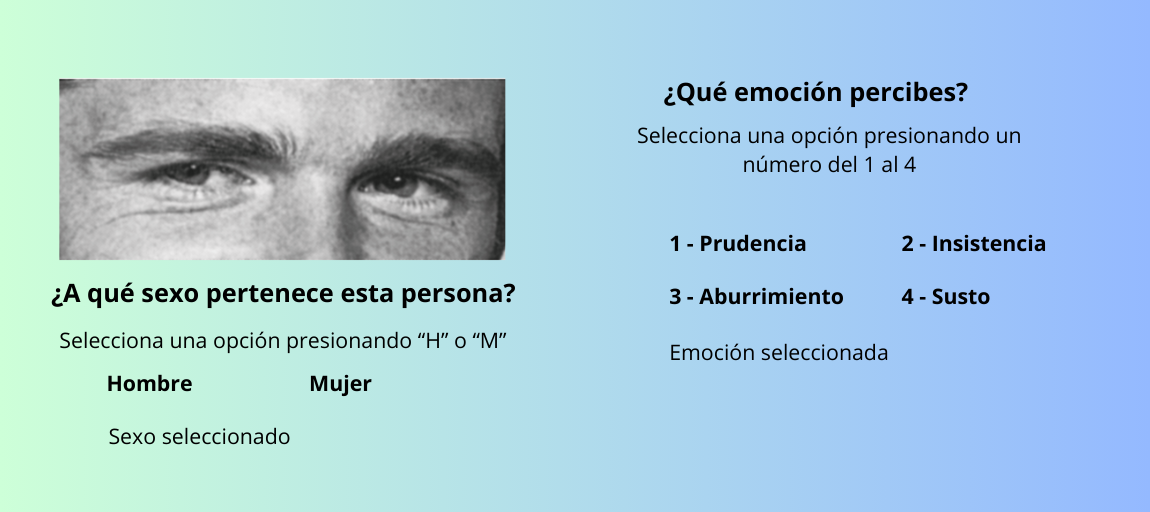 ¿A qué sexo pertenece esta persona?
Selecciona una opción presionando “H” o “M”
Hombre Mujer
Sexo seleccionado
¿Qué emoción percibes?
Selecciona una opción presionando un
número del 1 al 4
1 - Prudencia 2 - Insistencia
3 - Aburrimiento 4 - Susto
Emoción seleccionada